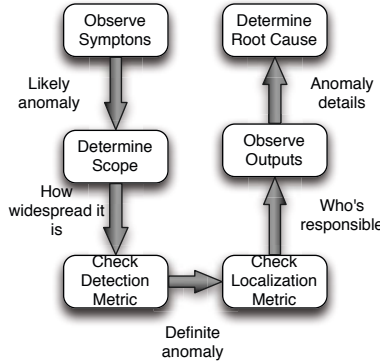 Observe
Symptons
Likely
anomaly
Determine
Scope
How
widespread it
is
Check
Detection
Metric
Definite
anomaly
Check
Localization
Metric
Who's
responsible
Observe
Outputs
Anomaly
details
Determine
Root Cause